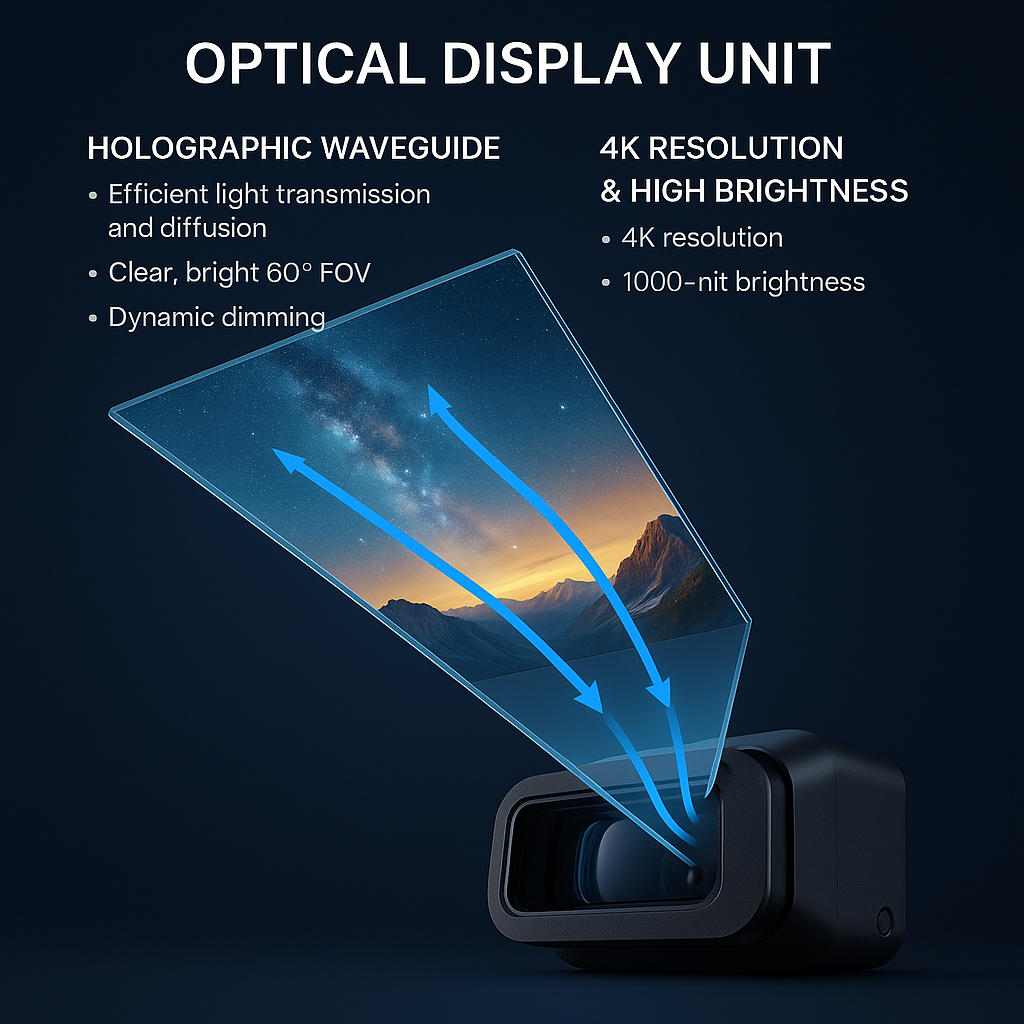 OPTICAL DISPLAY UNIT
HOLOGRAPHIC WAVEGUIDE
• Efficient light transmission
and diffusion
• Clear, bright 60° FOV
• Dynamic dimming
4K RESOLUTION
& HIGH BRIGHTNESS
• 4K resolution
• 1000-nit brightness